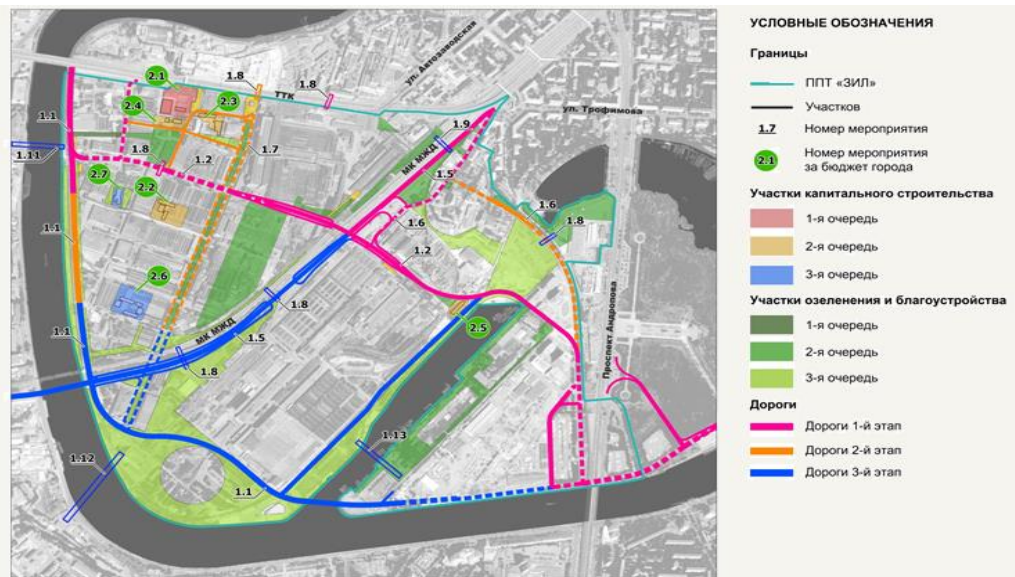 ул. Автозаводская
2.1
1.8
1.8
ТТК
ул. Трофимова
2.4
2.3
1.1
1.9
1.8
1.7
МК МЖД
1.11
1.2
1.5
2.7
2.2
1.6
1.6
1.8
1.2
1.1
2.6
1.8
Проспект Андропова
1.1
МК МЖД
1.5
2.5
1.8
1.13
1.12
1.1
УСЛОВНЫЕ ОБОЗНАЧЕНИЯ
Границы
ППТ «ЗИЛ»
Участков
1.7 Номер мероприятия
2.1 Номер мероприятия
за бюджет города
Участки капитального строительства
1-я очередь
2-я очередь
3-я очередь
Участки озеленения и благоустройства
1-я очередь
2-я очередь
3-я очередь
Дороги
Дороги 1-й этап
Дороги 2-й этап
Дороги 3-й этап